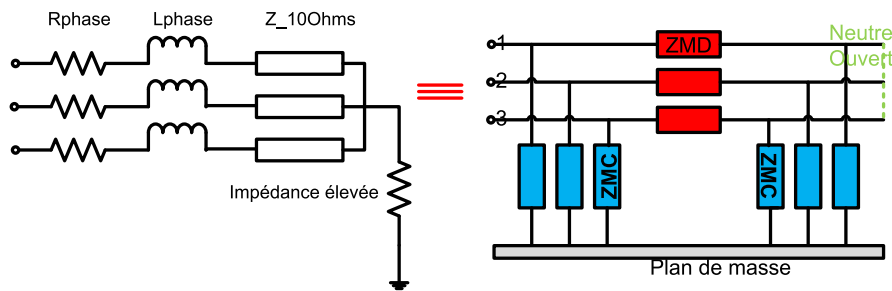 Rphase
Lphase
Z_10Ohms
Impédance élevée
1
2
3
ZMD
Neutre
Ouvert
ZMC
ZMC
Plan de masse